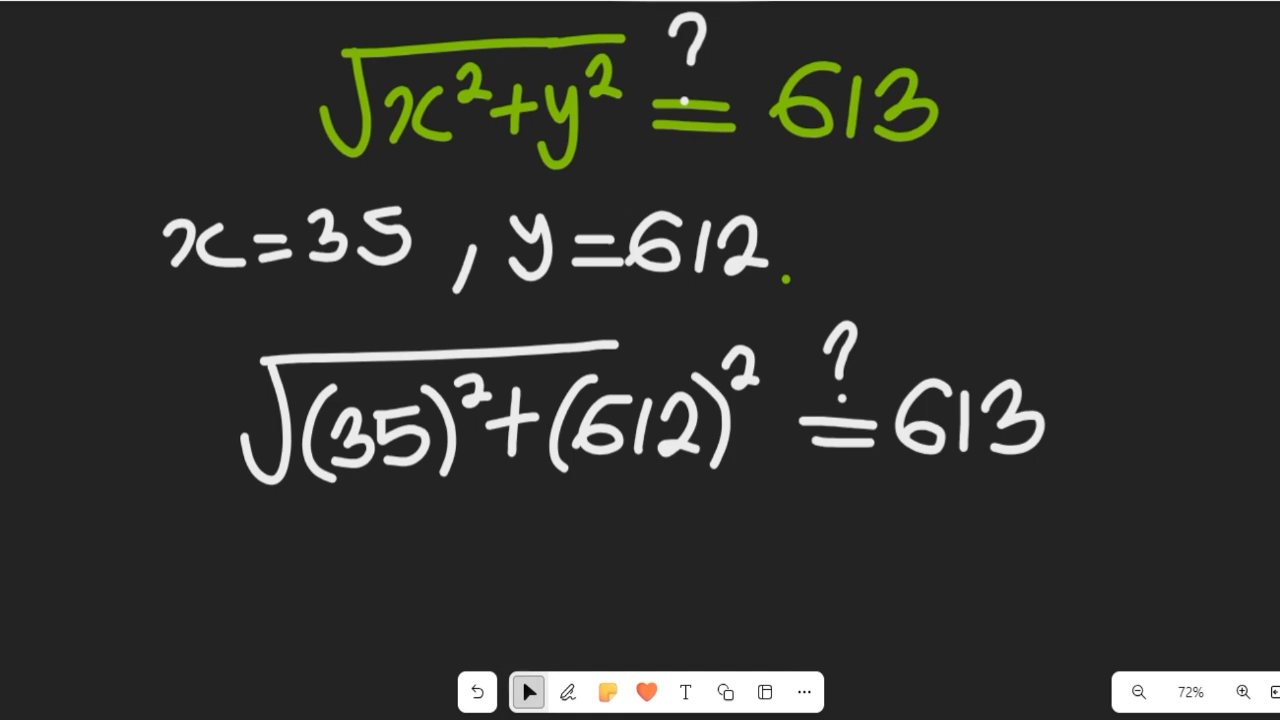 √(x²+y²) ≟ 613
x=35 , y=612.
√((35)²+(612)²) ≟ 613
T
72%